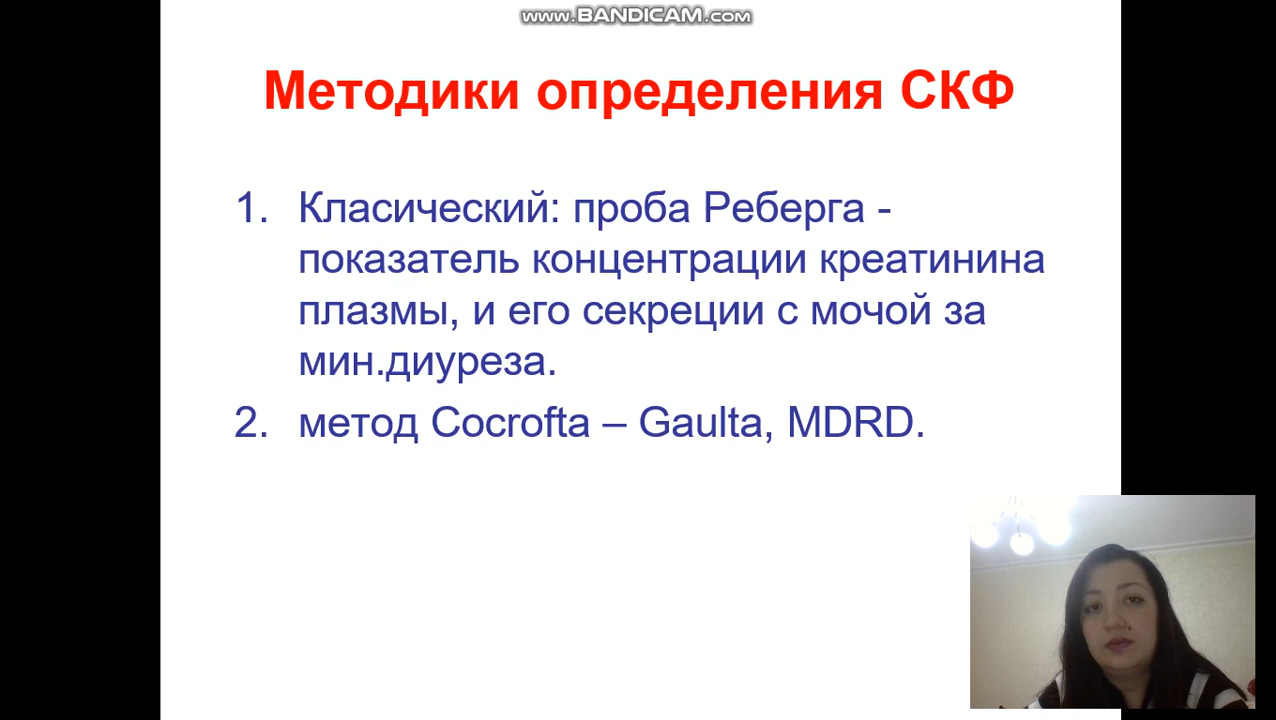 www.BANDICAM.com
Методики определения СКФ
1. Класический: проба Реберга -
показатель концентрации креатинина
плазмы, и его секреции с мочой за
мин.диуреза.
2. метод Cocrofta – Gaulta, MDRD.